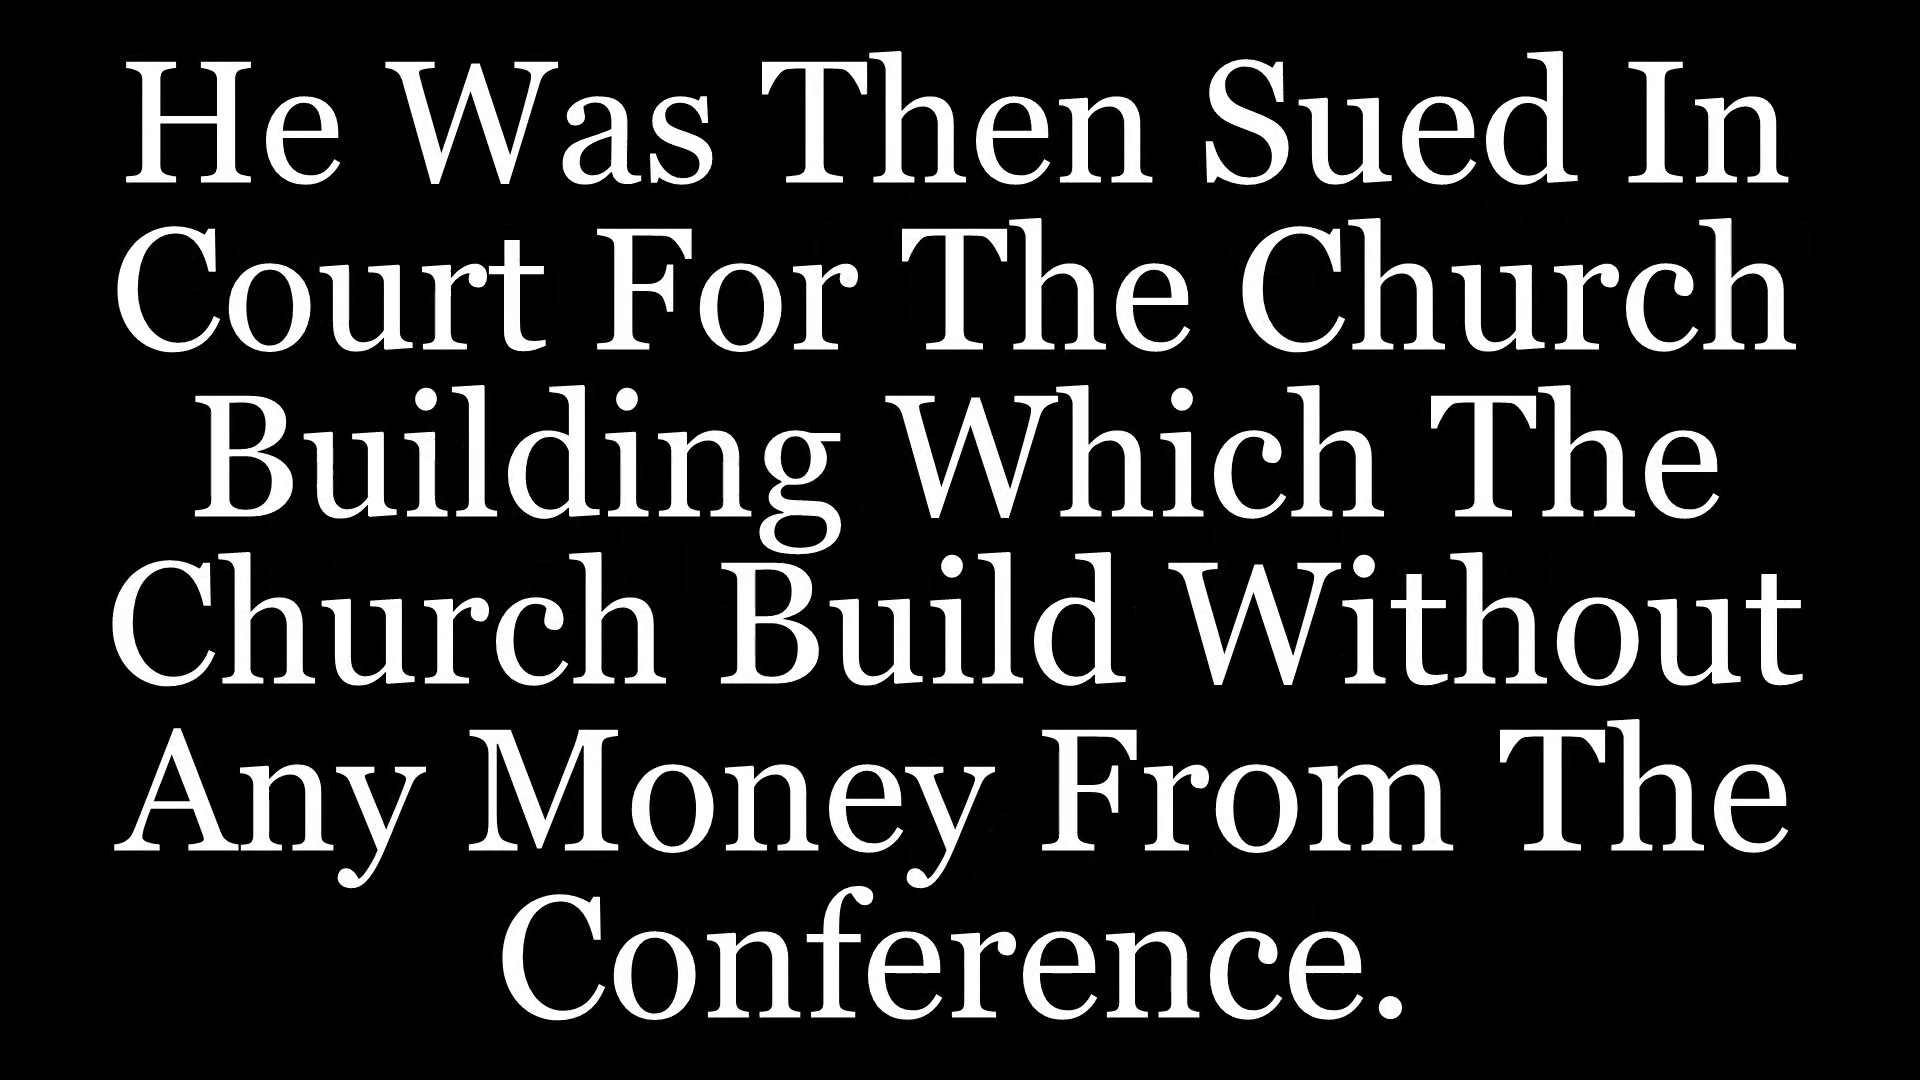 He Was Then Sued In
Court For The Church
Building Which The
Church Build Without
Any Money From The
Conference.